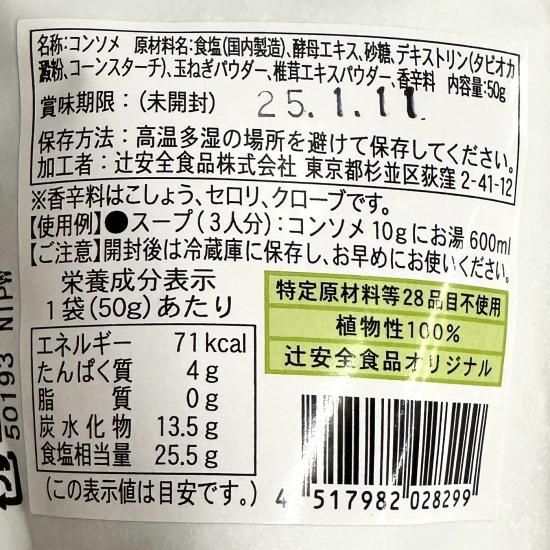 名称:コンソメ 原材料名:食塩(国内製造)、酵母エキス、砂糖、デキストリン(タピオカ
澱粉、コーンスターチ)、玉ねぎパウダー、椎茸エキスパウダー、香辛料 内容量:50g
賞味期限:(未開封) 25.1.11
保存方法:高温多湿の場所を避けて保存してください。
加工者:辻安全食品株式会社 東京都杉並区荻窪2-41-12
※香辛料はこしょう、セロリ、クローブです。
【使用例】●スープ(3人分):コンソメ10gにお湯600ml
【ご注意】開封後は冷蔵庫に保存し、お早めにお使いください。
栄養成分表示
1袋(50g)あたり
エネルギー 71kcal
たんぱく質 4g
脂質 0g
炭水化物 13.5g
食塩相当量 25.5g
(この表示値は目安です。)
特定原材料等28品目不使用
植物性100%
辻安全食品オリジナル
4 517982 028299
50193 NIPW